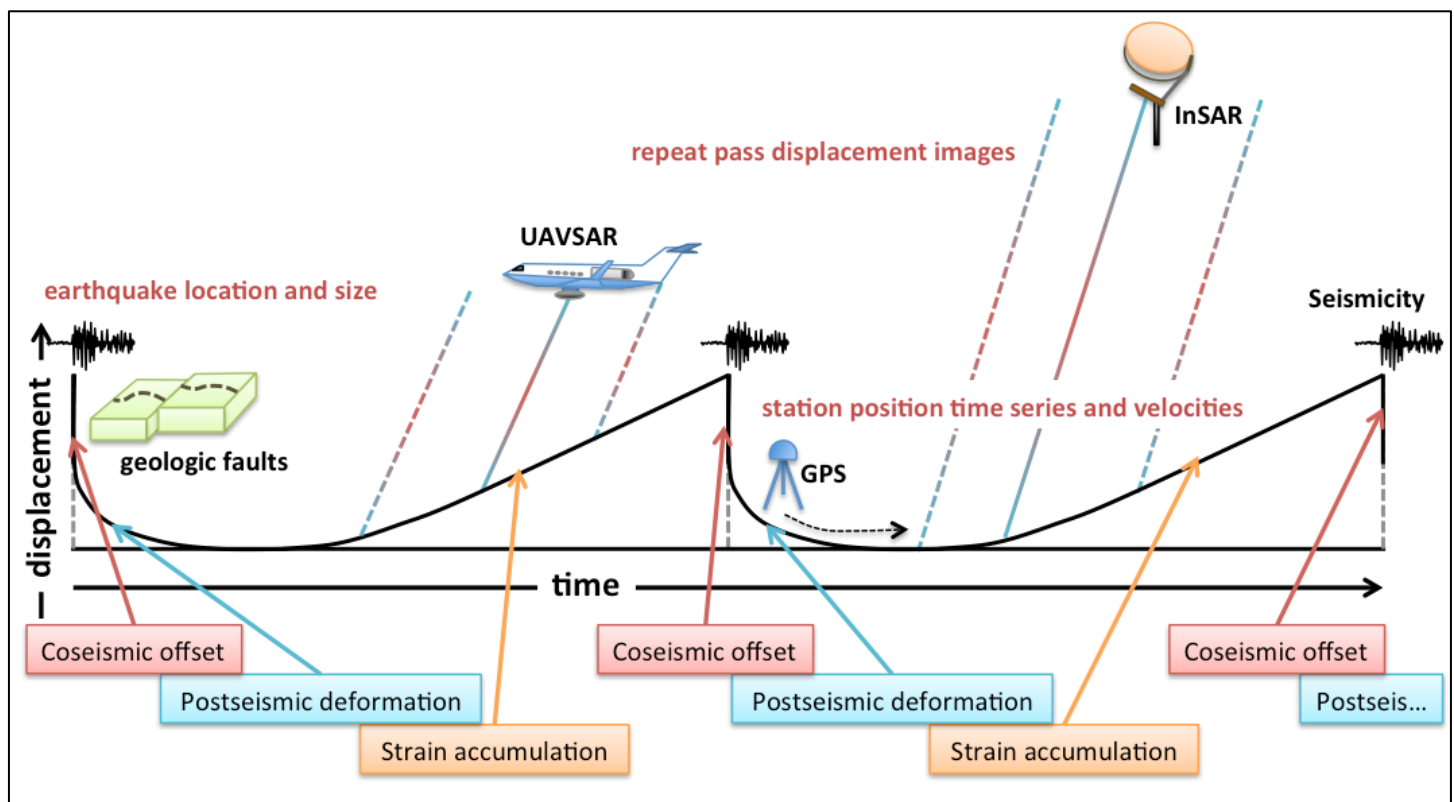 InSAR
repeat pass displacement images
UAVSAR
earthquake location and size
Seismicity
station position time series and velocities
geologic faults
GPS
displacement
time
Coseismic offset
Coseismic offset
Coseismic offset
Postseismic deformation
Postseismic deformation
Postseis...
Strain accumulation
Strain accumulation